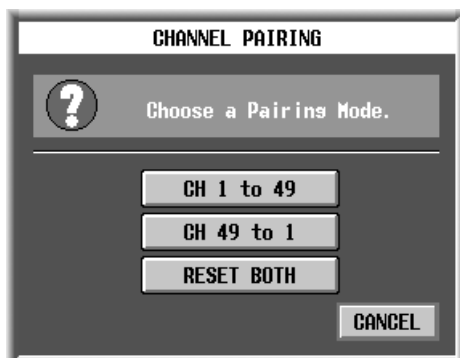 CHANNEL PAIRING
?
Choose a Pairing Mode.
CH 1 to 49
CH 49 to 1
RESET BOTH
CANCEL